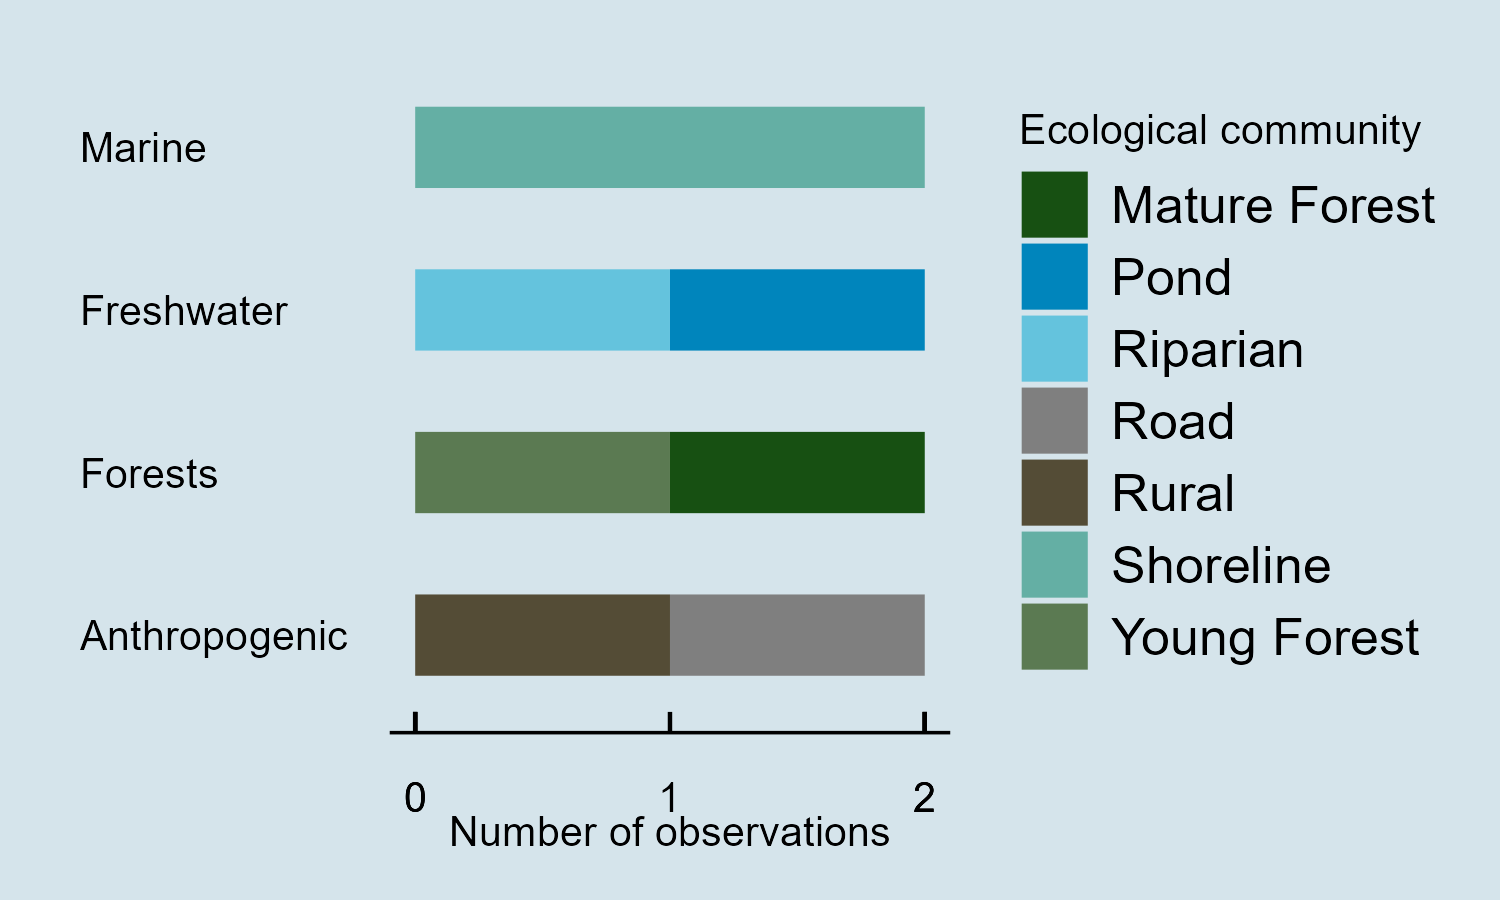 Marine
Freshwater
Forests
Anthropogenic
0 1 2
Number of observations
Ecological community
Mature Forest
Pond
Riparian
Road
Rural
Shoreline
Young Forest